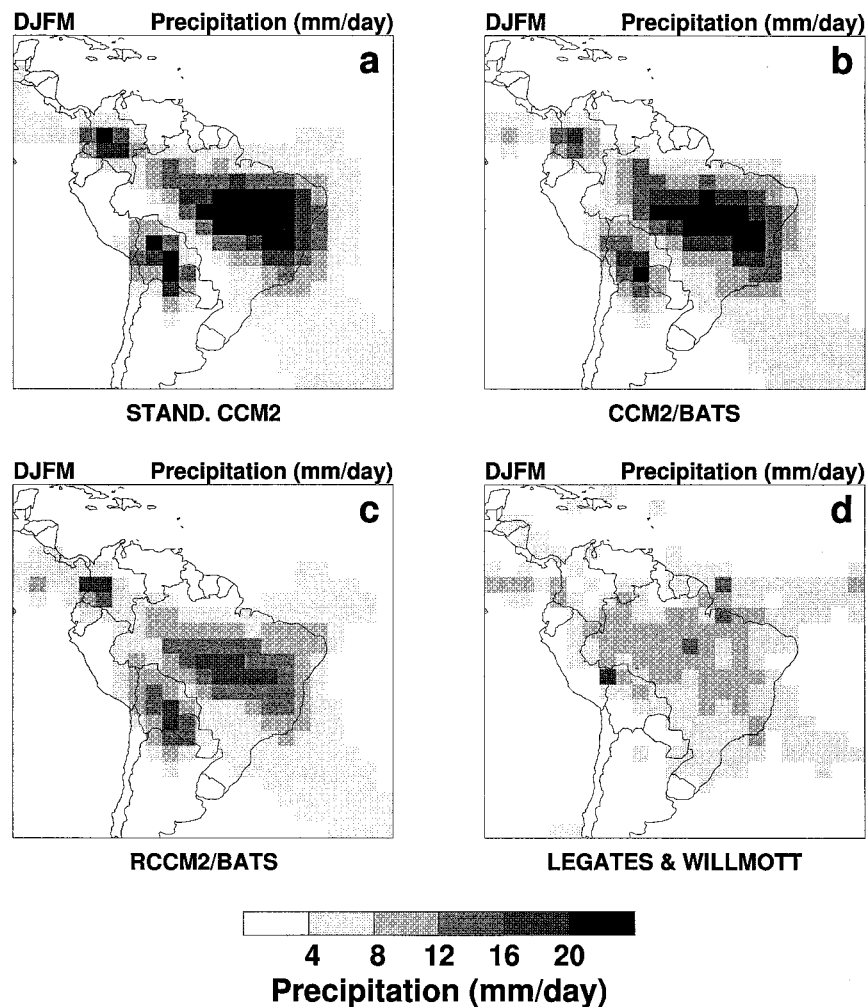 DJFM Precipitation (mm/day)
a
STAND. CCM2
DJFM Precipitation (mm/day)
b
CCM2/BATS
DJFM Precipitation (mm/day)
c
RCCM2/BATS
DJFM Precipitation (mm/day)
d
LEGATES & WILLMOTT
4 8 12 16 20
Precipitation (mm/day)